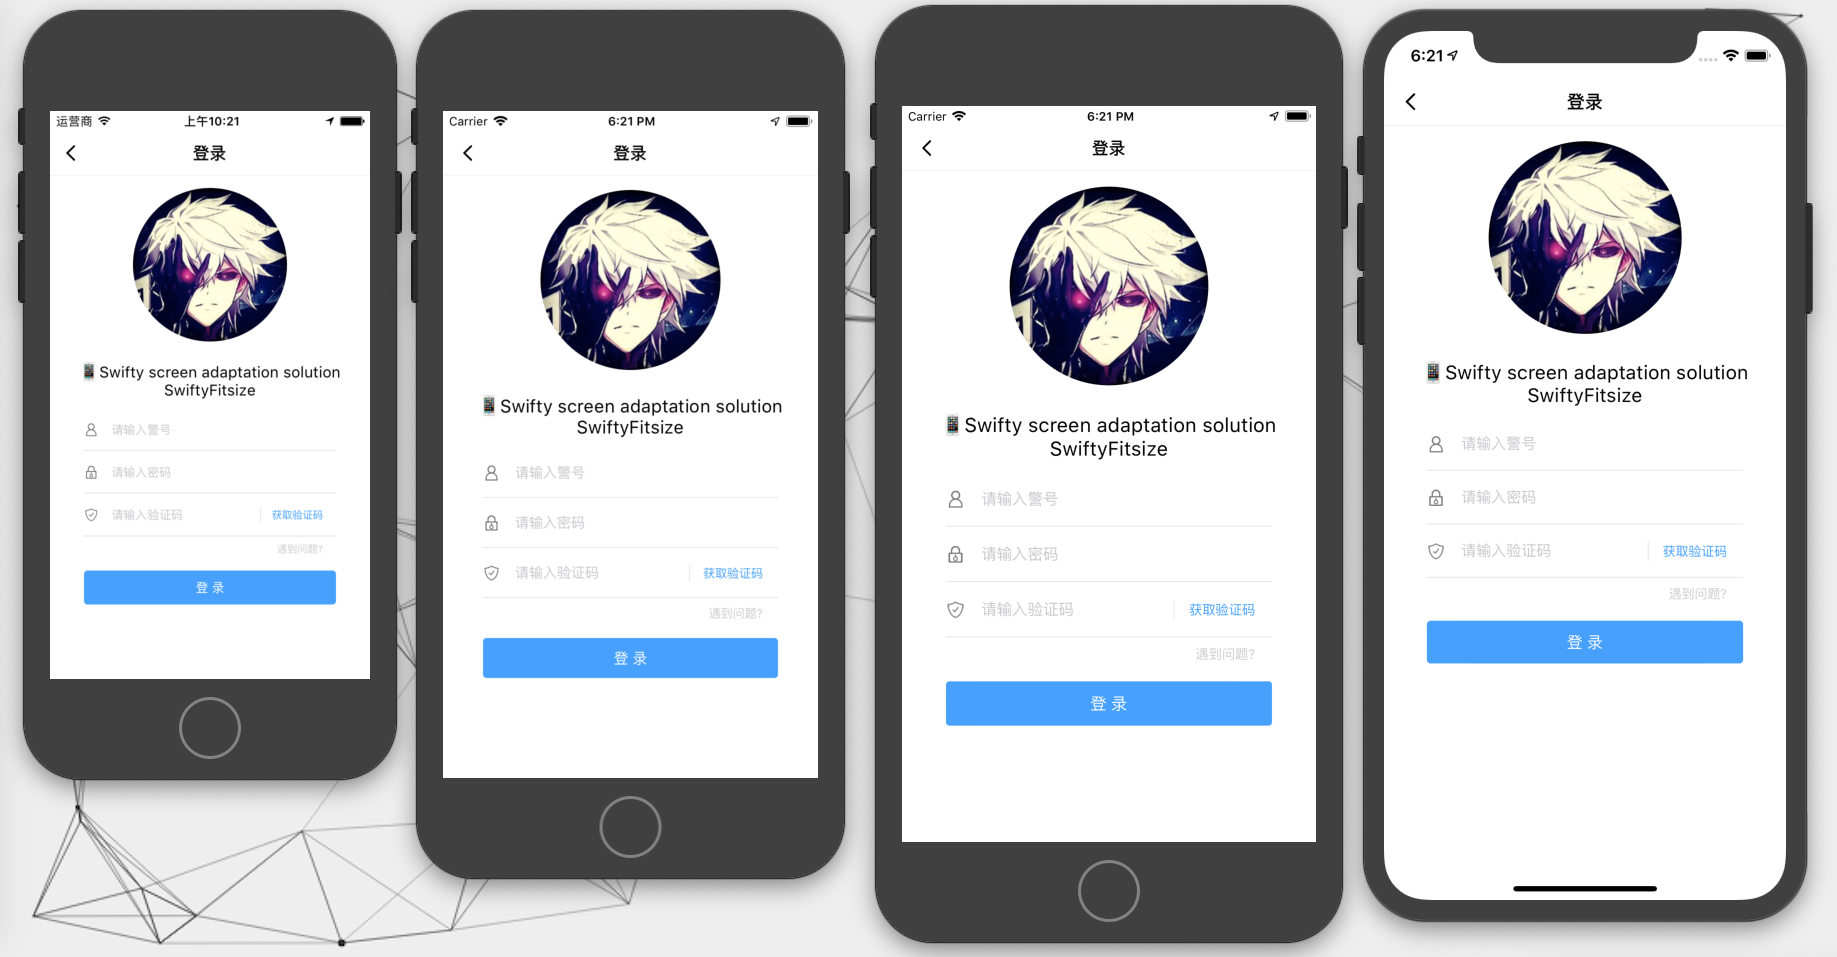 运营商 上午10:21
登录
📱Swifty screen adaptation solution
SwiftyFitsize
请输入警号
请输入密码
请输入验证码 获取验证码
遇到问题?
登 录
Carrier 6:21 PM
登录
📱Swifty screen adaptation solution
SwiftyFitsize
请输入警号
请输入密码
请输入验证码 获取验证码
遇到问题?
登 录
Carrier 6:21 PM
登录
📱Swifty screen adaptation solution
SwiftyFitsize
请输入警号
请输入密码
请输入验证码 获取验证码
遇到问题?
登 录
6:21
登录
📱Swifty screen adaptation solution
SwiftyFitsize
请输入警号
请输入密码
请输入验证码 获取验证码
遇到问题?
登 录